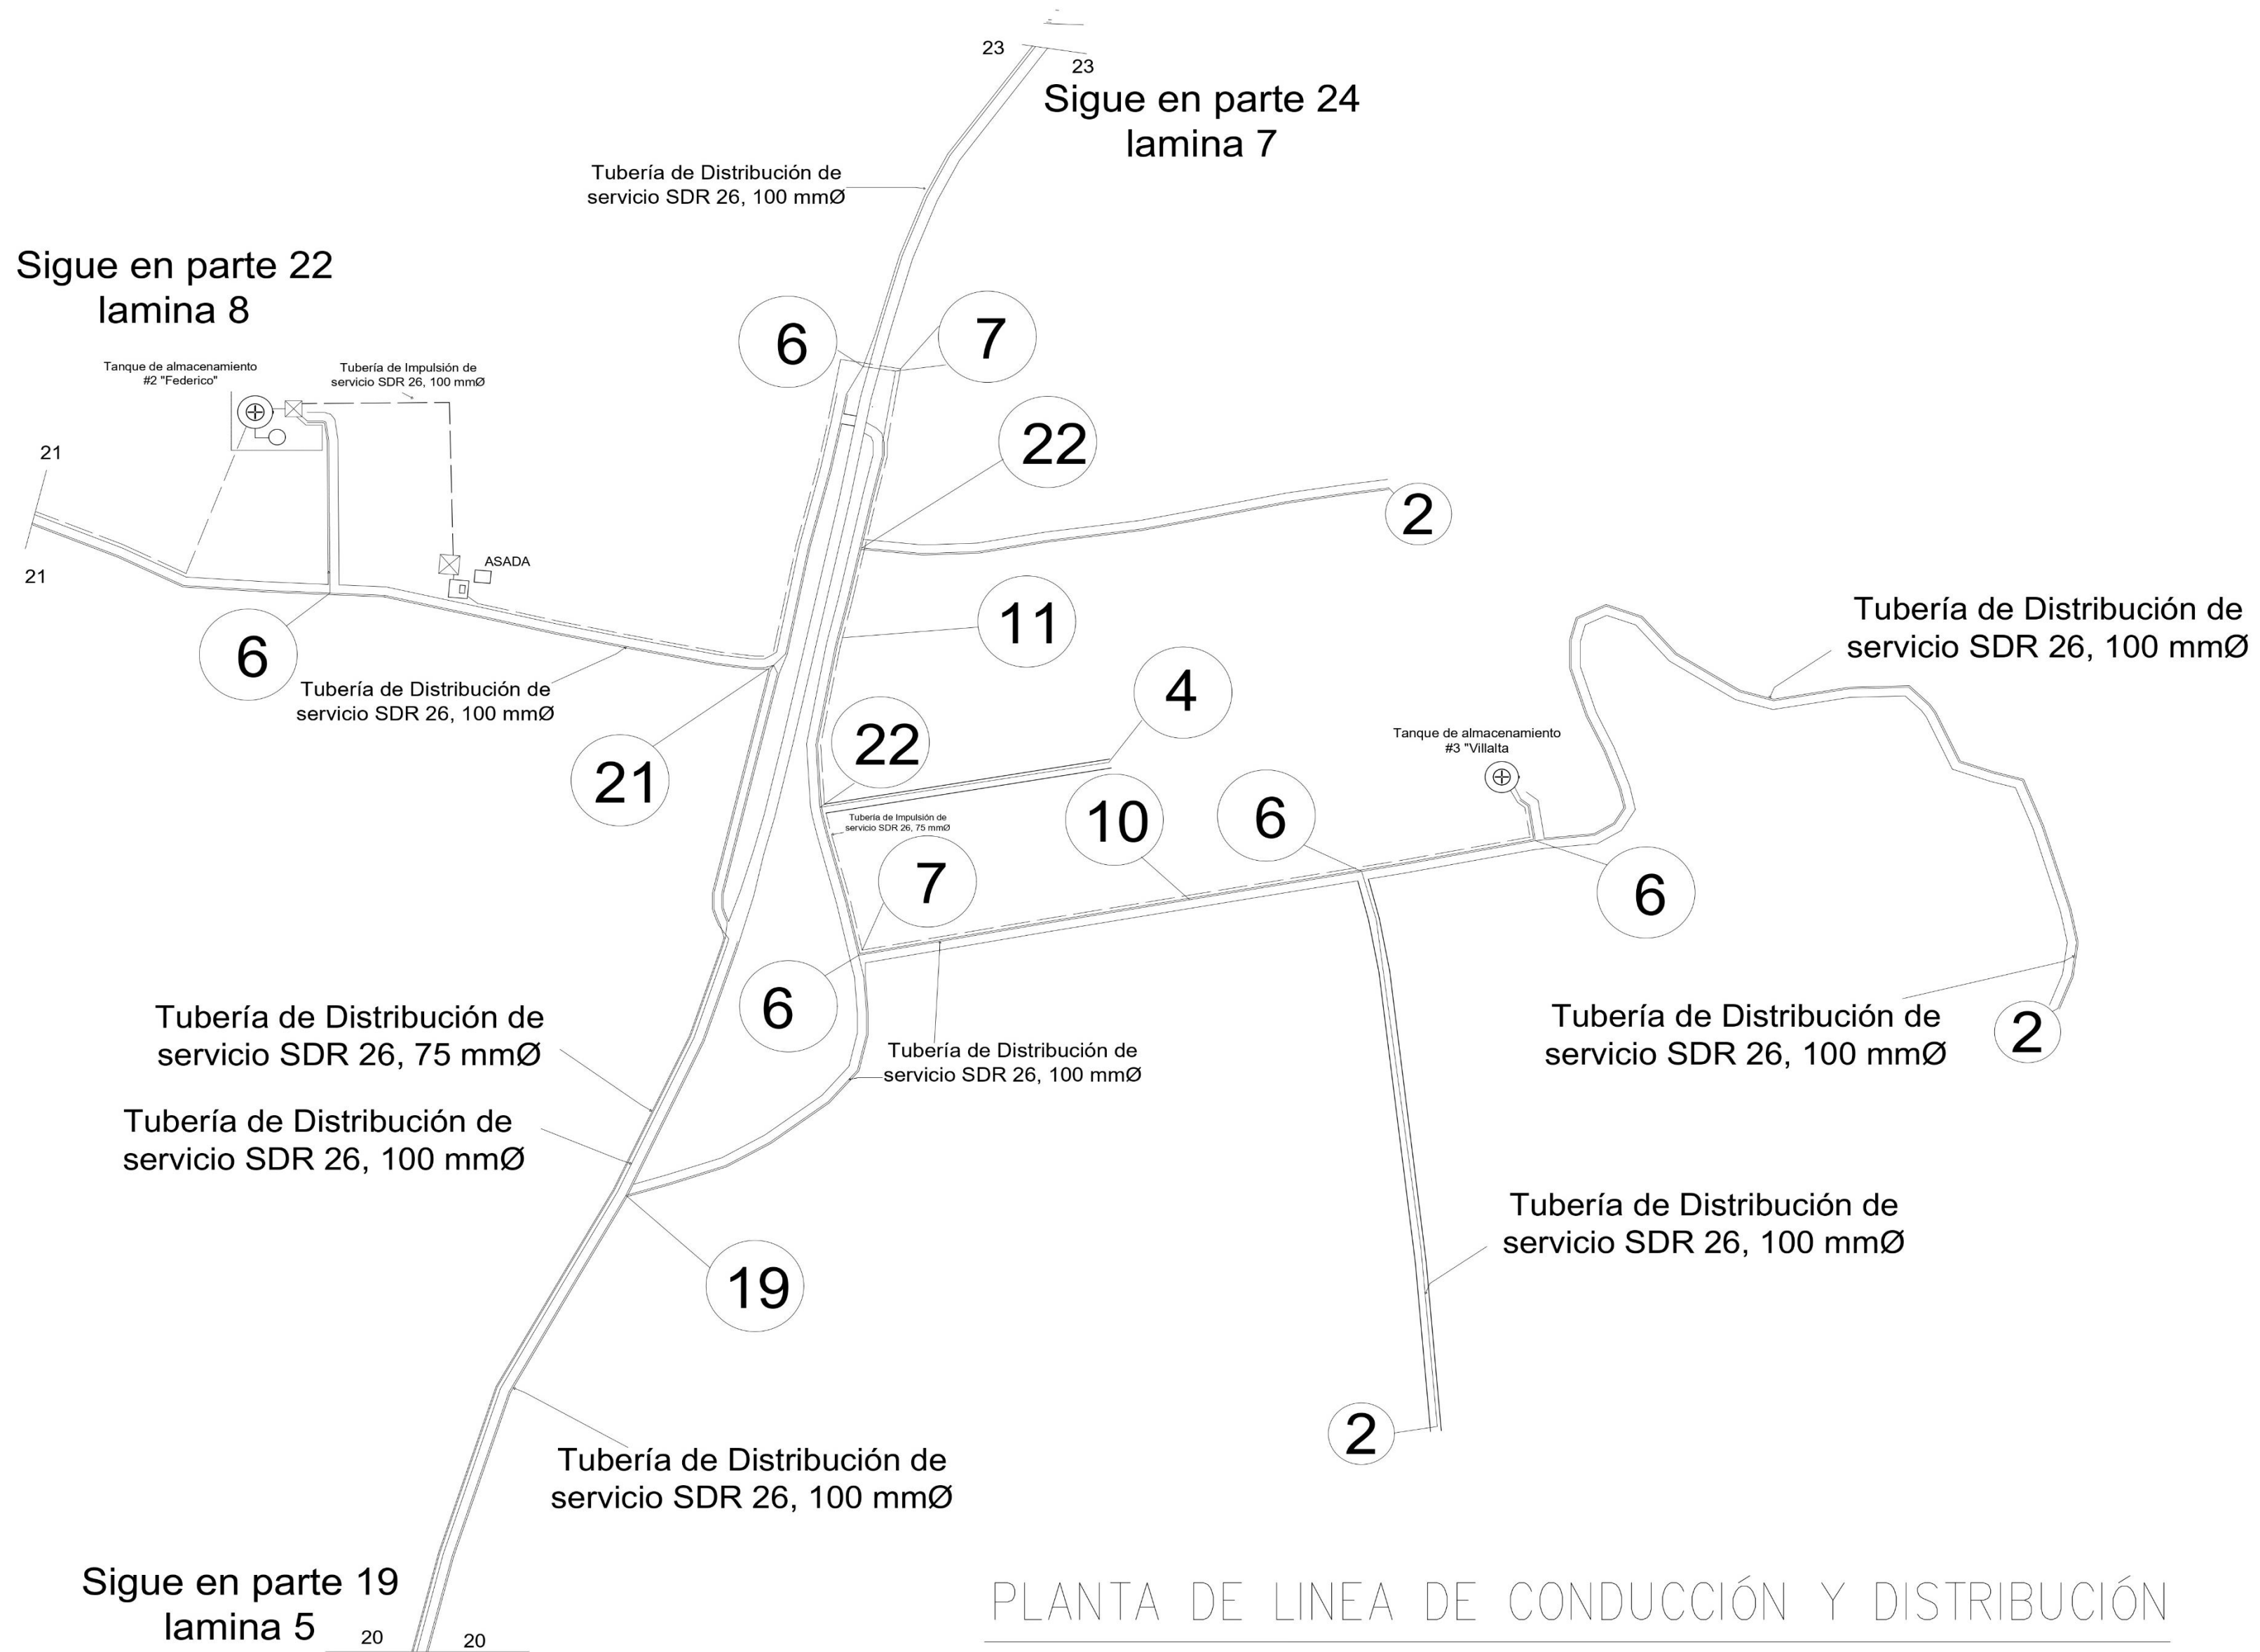 23
23
Sigue en parte 24
lamina 7
Tubería de Distribución de
servicio SDR 26, 100 mmØ
Sigue en parte 22
lamina 8
6
7
Tanque de almacenamiento
#2 "Federico"
Tubería de Impulsión de
servicio SDR 26, 100 mmØ
22
21
2
ASADA
21
11
Tubería de Distribución de
servicio SDR 26, 100 mmØ
6
4
Tubería de Distribución de
servicio SDR 26, 100 mmØ
22
Tanque de almacenamiento
#3 "Villalta
21
10
6
Tubería de Impulsión de
servicio SDR 26, 75 mmØ
7
6
6
Tubería de Distribución de
servicio SDR 26, 75 mmØ
Tubería de Distribución de
servicio SDR 26, 100 mmØ
2
Tubería de Distribución de
servicio SDR 26, 100 mmØ
Tubería de Distribución de
servicio SDR 26, 100 mmØ
Tubería de Distribución de
servicio SDR 26, 100 mmØ
19
2
Tubería de Distribución de
servicio SDR 26, 100 mmØ
Sigue en parte 19
lamina 5
20
20
PLANTA DE LINEA DE CONDUCCIÓN Y DISTRIBUCIÓN